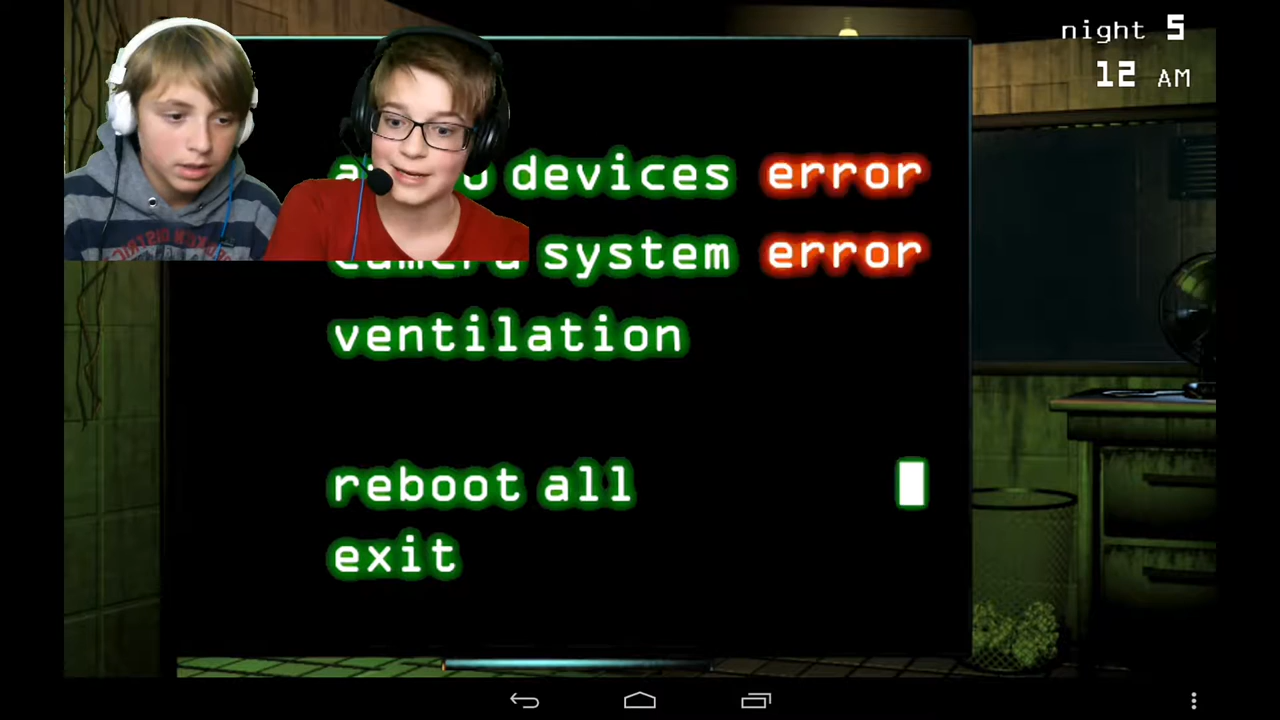 night 5
12 AM
devices error
system error
ventilation
reboot all
exit